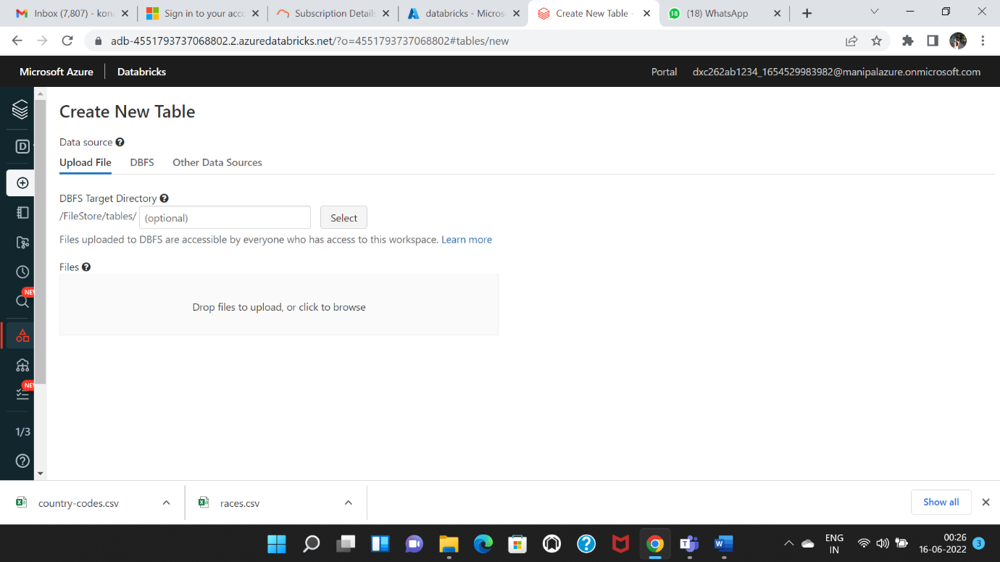 Inbox (7,807) - kona
Sign in to your acco
Subscription Details
databricks - Micros
Create New Table -
18 (18) WhatsApp
adb-4551793737068802.2.azuredatabricks.net/?o=4551793737068802#tables/new
Microsoft Azure Databricks Portal dxc262ab1234_1654529983982@manipalazure.onmicrosoft.com
Create New Table
D
Data source
Upload File DBFS Other Data Sources
DBFS Target Directory
/FileStore/tables/ (optional) Select
Files uploaded to DBFS are accessible by everyone who has access to this workspace. Learn more
Files
NEW
Drop files to upload, or click to browse
NEW
1/3
country-codes.csv races.csv Show all
ENG
IN
00:26
16-06-2022
3